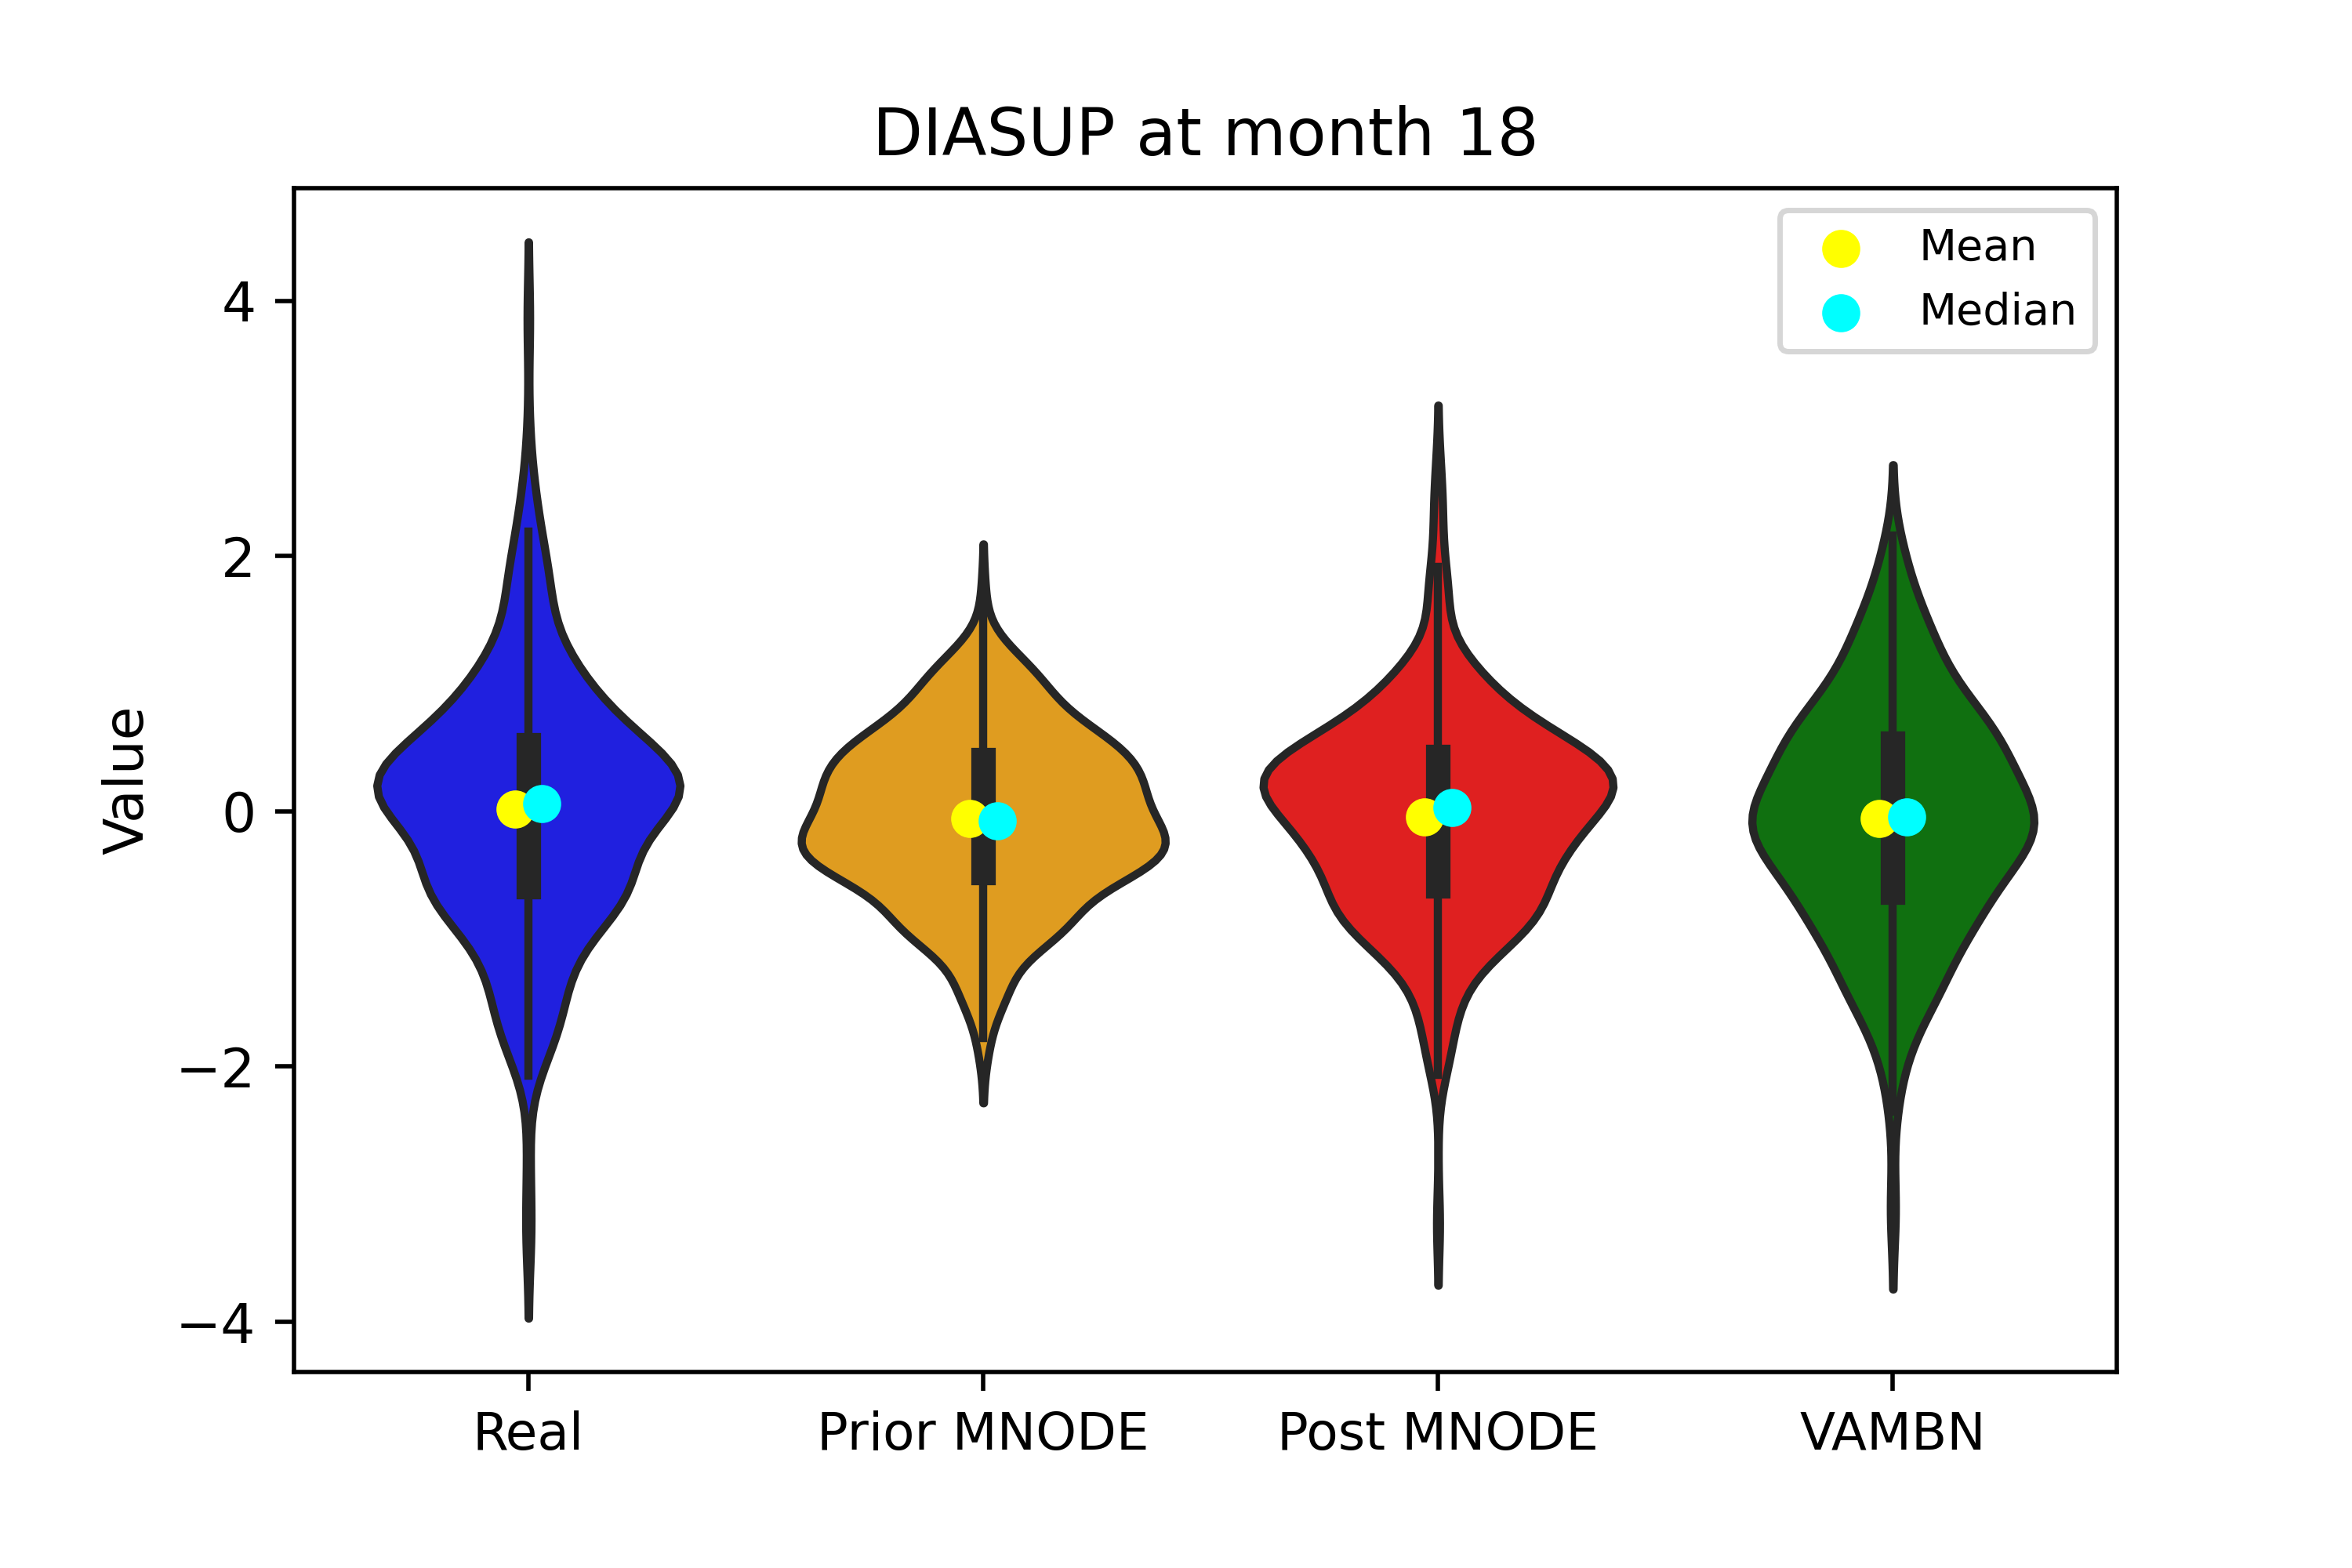 DIASUP at month 18
Mean
Median
Value
4
2
0
−2
−4
Real
Prior MNODE
Post MNODE
VAMBN